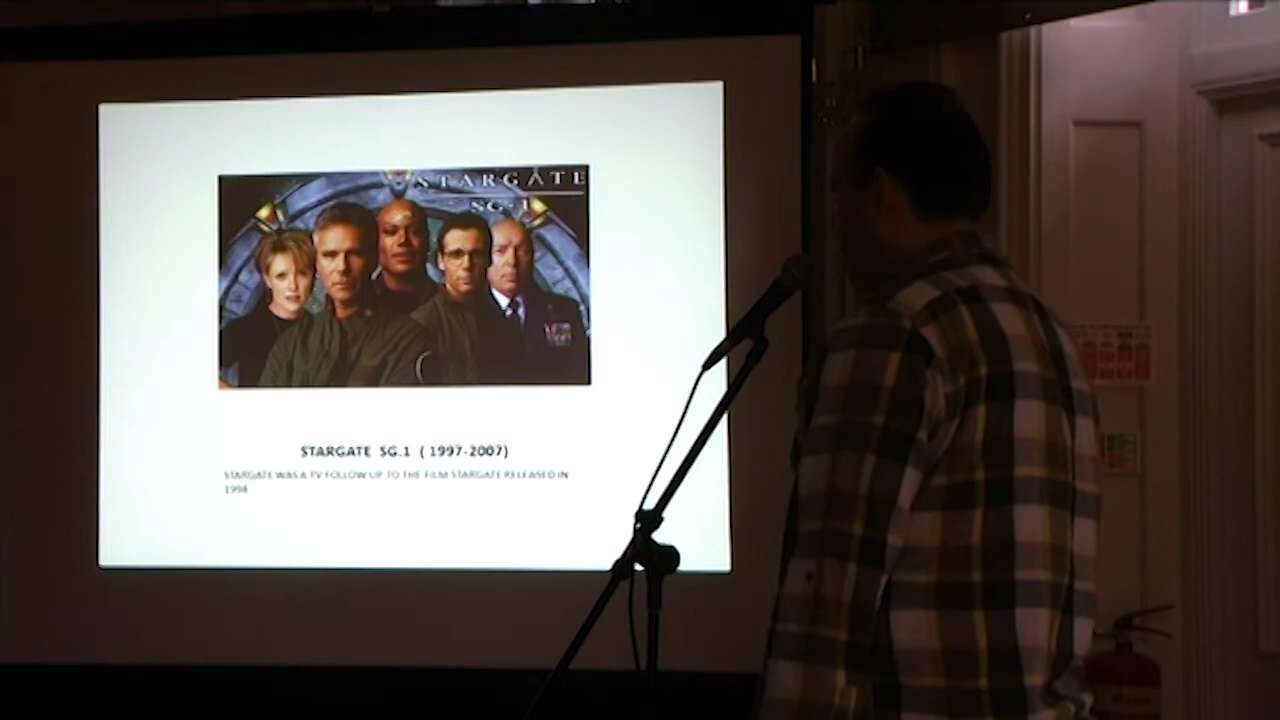 STARGATE
SG-1
STARGATE SG.1 ( 1997-2007)
STARGATE WAS A TV FOLLOW UP TO THE FILM STARGATE RELEASED IN
1994